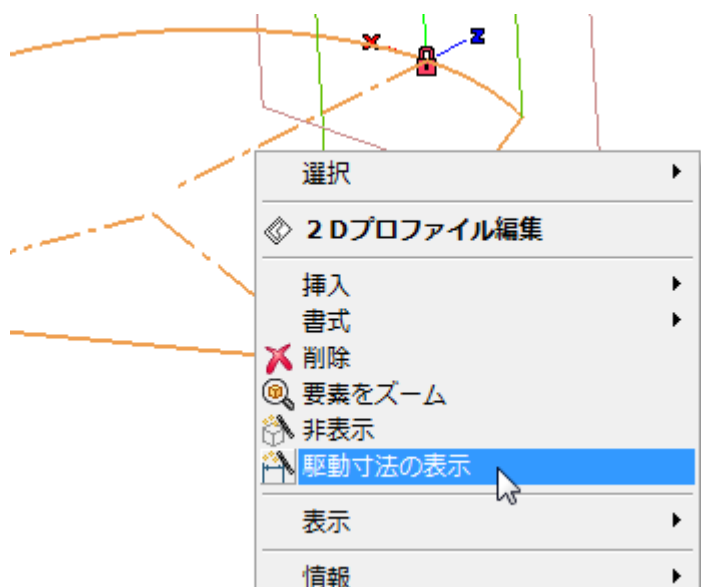 X
Z
選択
２Dプロファイル編集
挿入
書式
削除
要素をズーム
非表示
駆動寸法の表示
表示
情報